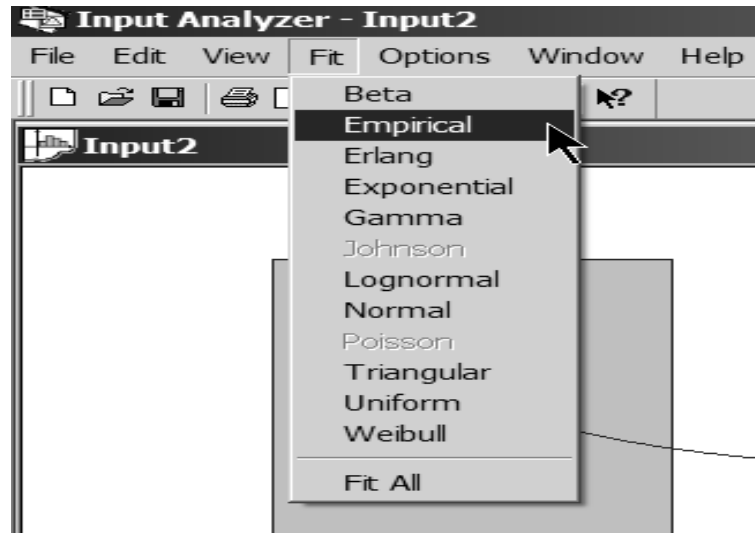 Input Analyzer - Input2
File Edit View Fit Options Window Help
Input2
Beta
Empirical
Erlang
Exponential
Gamma
Johnson
Lognormal
Normal
Poisson
Triangular
Uniform
Weibull
Fit All